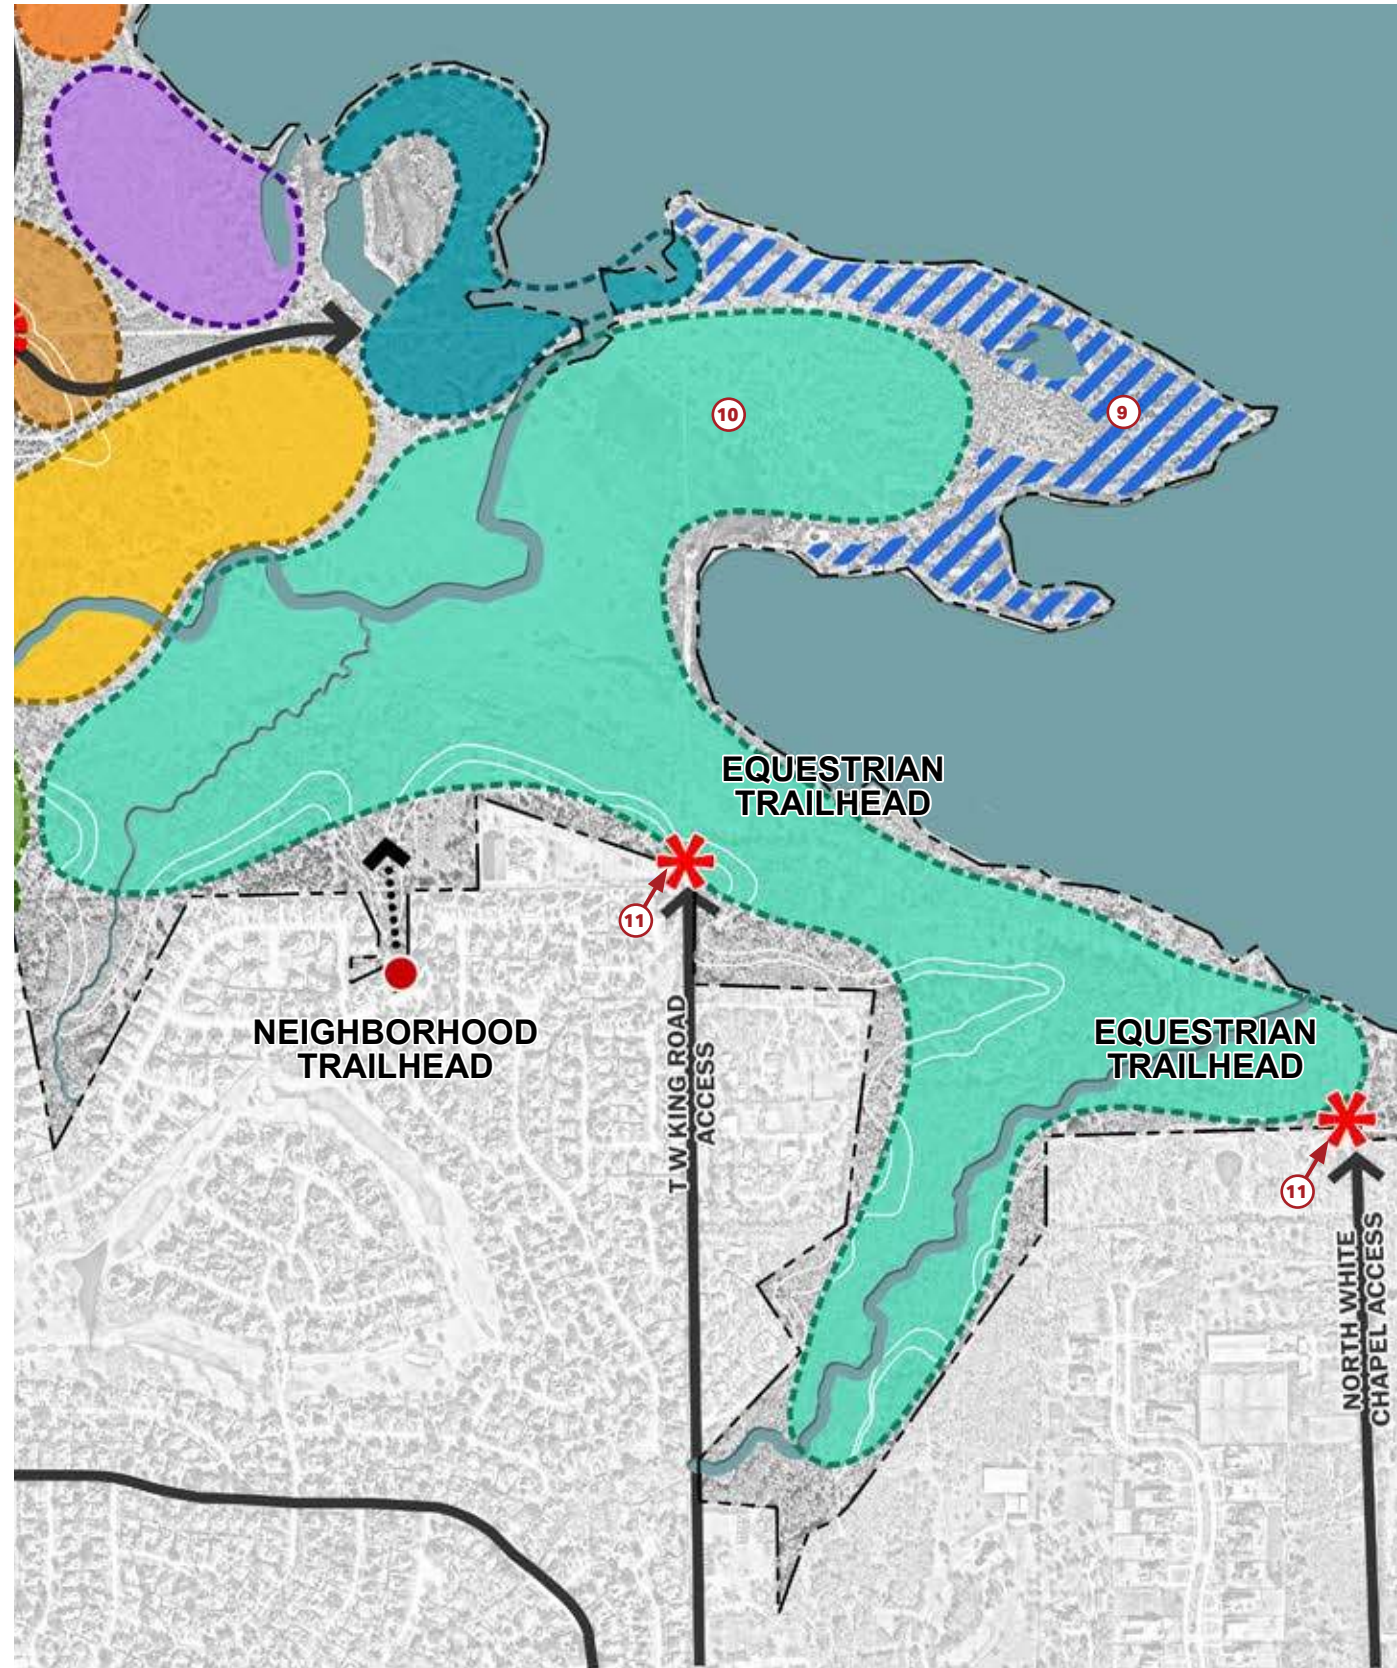 9
10
EQUESTRIAN
TRAILHEAD
11
NEIGHBORHOOD
TRAILHEAD
T W KING ROAD
ACCESS
EQUESTRIAN
TRAILHEAD
11
NORTH WHITE
CHAPEL ACCESS